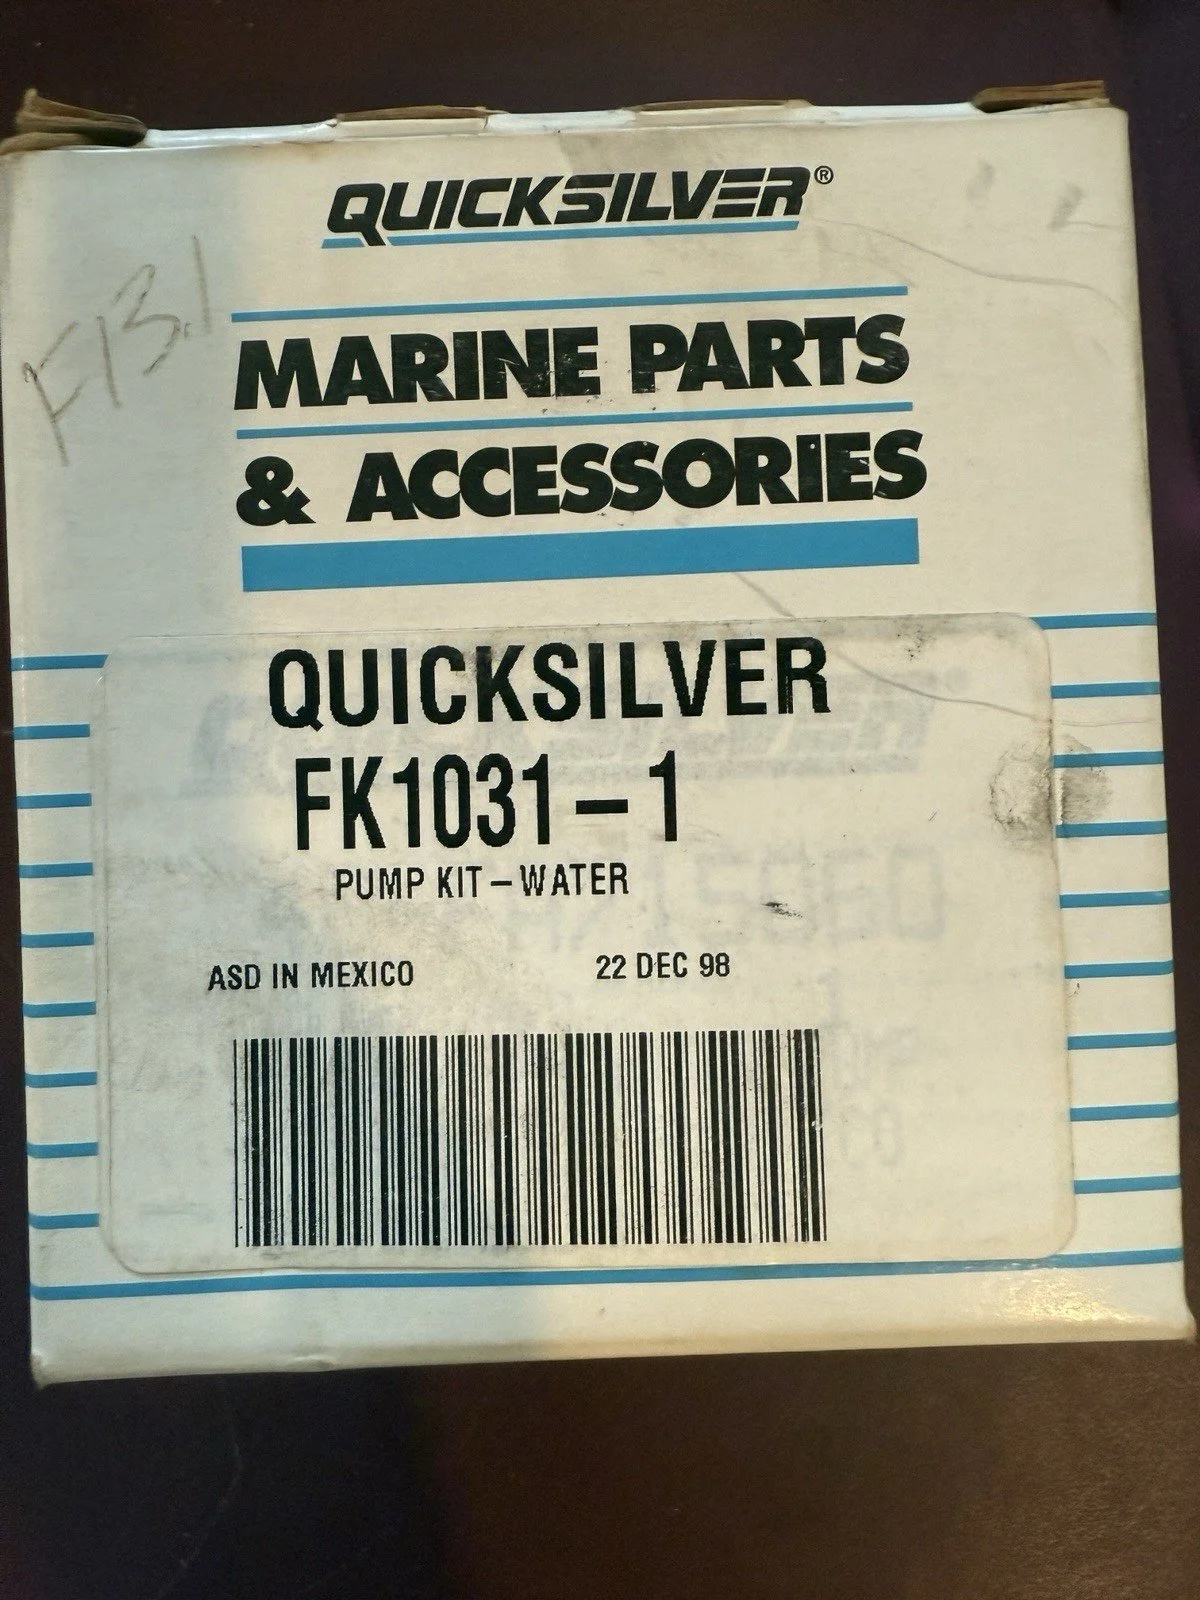 QUICKSILVER®
F13.1
MARINE PARTS
& ACCESSORIES
QUICKSILVER
FK1031-1
PUMP KIT-WATER
ASD IN MEXICO 22 DEC 98